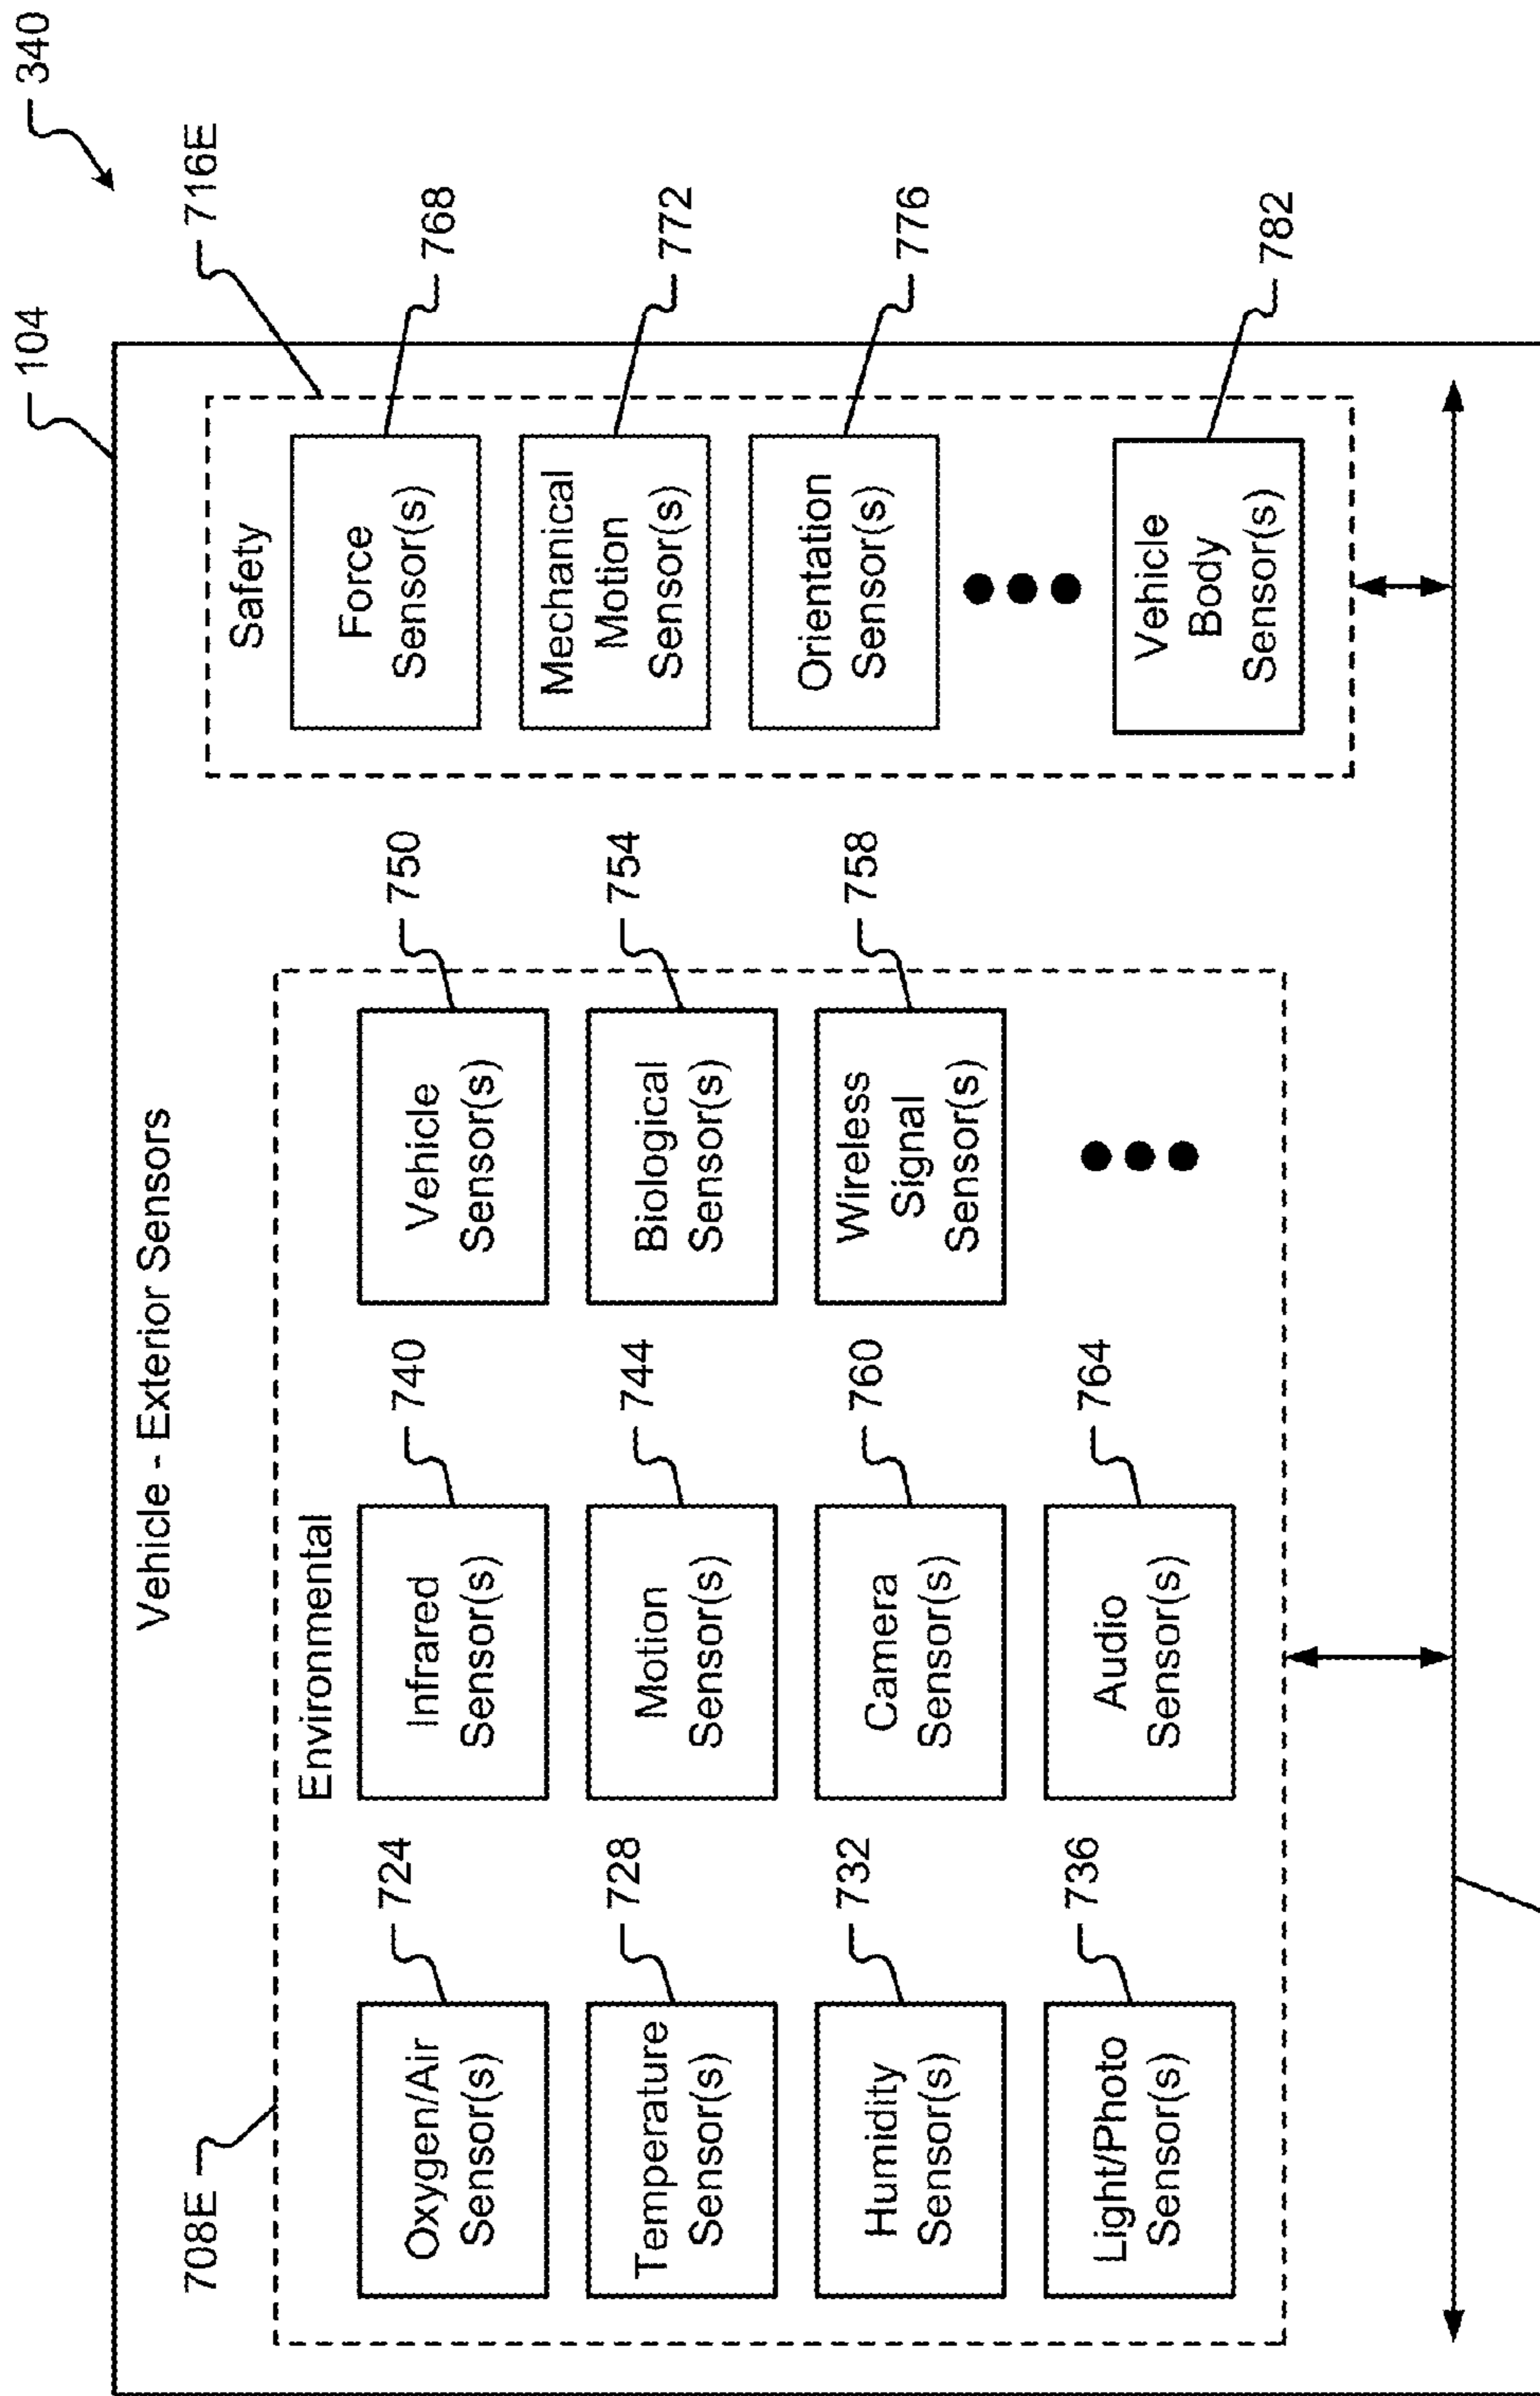 340
104
716E
Vehicle - Exterior Sensors
708E
Environmental
Oxygen/Air
Sensor(s)
724
Temperature
Sensor(s)
728
Humidity
Sensor(s)
732
Light/Photo
Sensor(s)
736
Infrared
Sensor(s)
740
Motion
Sensor(s)
744
Camera
Sensor(s)
760
Audio
Sensor(s)
764
Vehicle
Sensor(s)
750
Biological
Sensor(s)
754
Wireless
Signal
Sensor(s)
758
Safety
Force
Sensor(s)
768
Mechanical
Motion
Sensor(s)
772
Orientation
Sensor(s)
776
Vehicle
Body
Sensor(s)
782